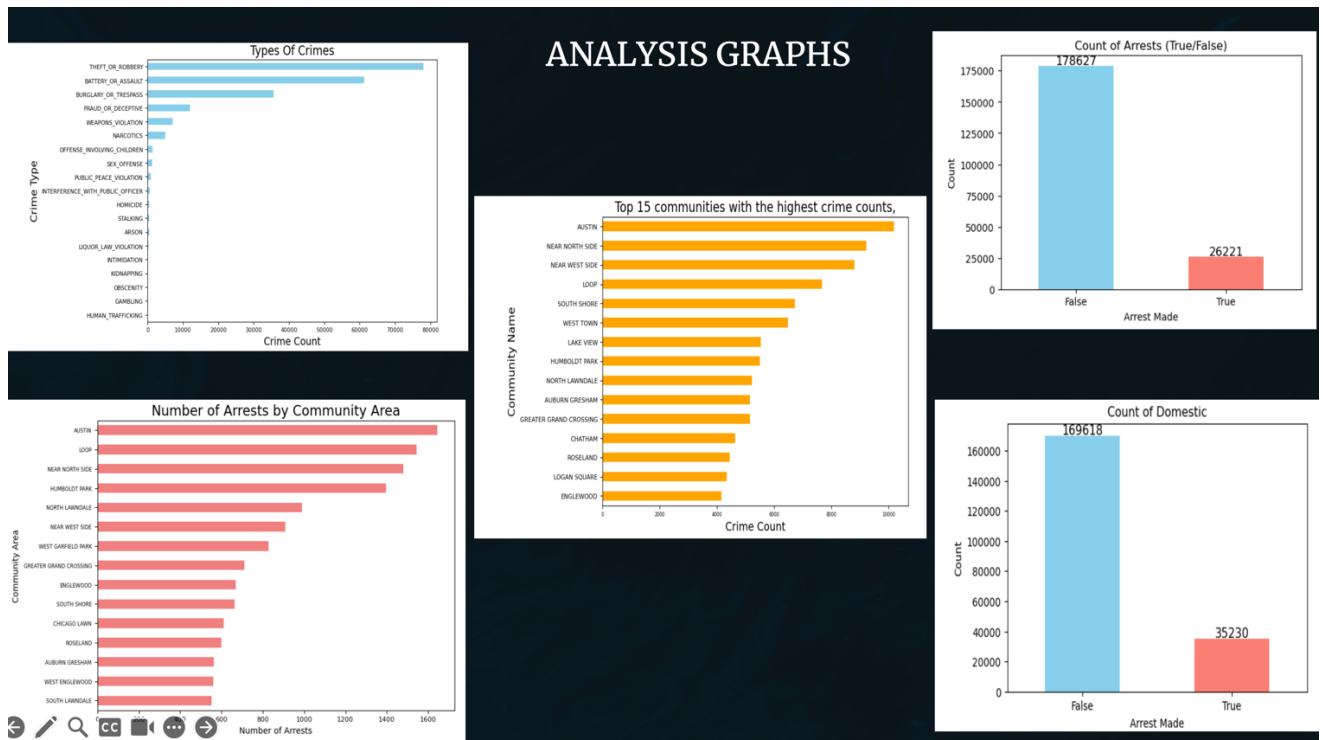 ANALYSIS GRAPHS
Types Of Crimes
Crime Type
THEFT_OR_ROBBERY
BATTERY_OR_ASSAULT
BURGLARY_OR_TRESPASS
FRAUD_OR_DECEPTIVE
WEAPONS_VIOLATION
NARCOTICS
OFFENSE_INVOLVING_CHILDREN
SEX_OFFENSE
PUBLIC_PEACE_VIOLATION
INTERFERENCE_WITH_PUBLIC_OFFICER
HOMICIDE
STALKING
ARSON
LIQUOR_LAW_VIOLATION
INTIMIDATION
KIDNAPPING
OBSCENITY
GAMBLING
HUMAN_TRAFFICKING
0 10000 20000 30000 40000 50000 60000 70000 80000
Crime Count
Number of Arrests by Community Area
Community Area
AUSTIN
LOOP
NEAR NORTH SIDE
HUMBOLDT PARK
NORTH LAWNDALE
NEAR WEST SIDE
WEST GARFIELD PARK
GREATER GRAND CROSSING
ENGLEWOOD
SOUTH SHORE
CHICAGO LAWN
ROSELAND
AUBURN GRESHAM
WEST ENGLEWOOD
SOUTH LAWNDALE
600 800 1000 1200 1400 1600
Number of Arrests
CC
Top 15 communities with the highest crime counts,
Community Name
AUSTIN
NEAR NORTH SIDE
NEAR WEST SIDE
LOOP
SOUTH SHORE
WEST TOWN
LAKE VIEW
HUMBOLDT PARK
NORTH LAWNDALE
AUBURN GRESHAM
GREATER GRAND CROSSING
CHATHAM
ROSELAND
LOGAN SQUARE
ENGLEWOOD
0 2000 4000 6000 8000 10000
Crime Count
Count of Arrests (True/False)
Count
175000
150000
125000
100000
75000
50000
25000
0
178627
26221
False True
Arrest Made
Count of Domestic
Count
160000
140000
120000
100000
80000
60000
40000
20000
0
169618
35230
False True
Arrest Made